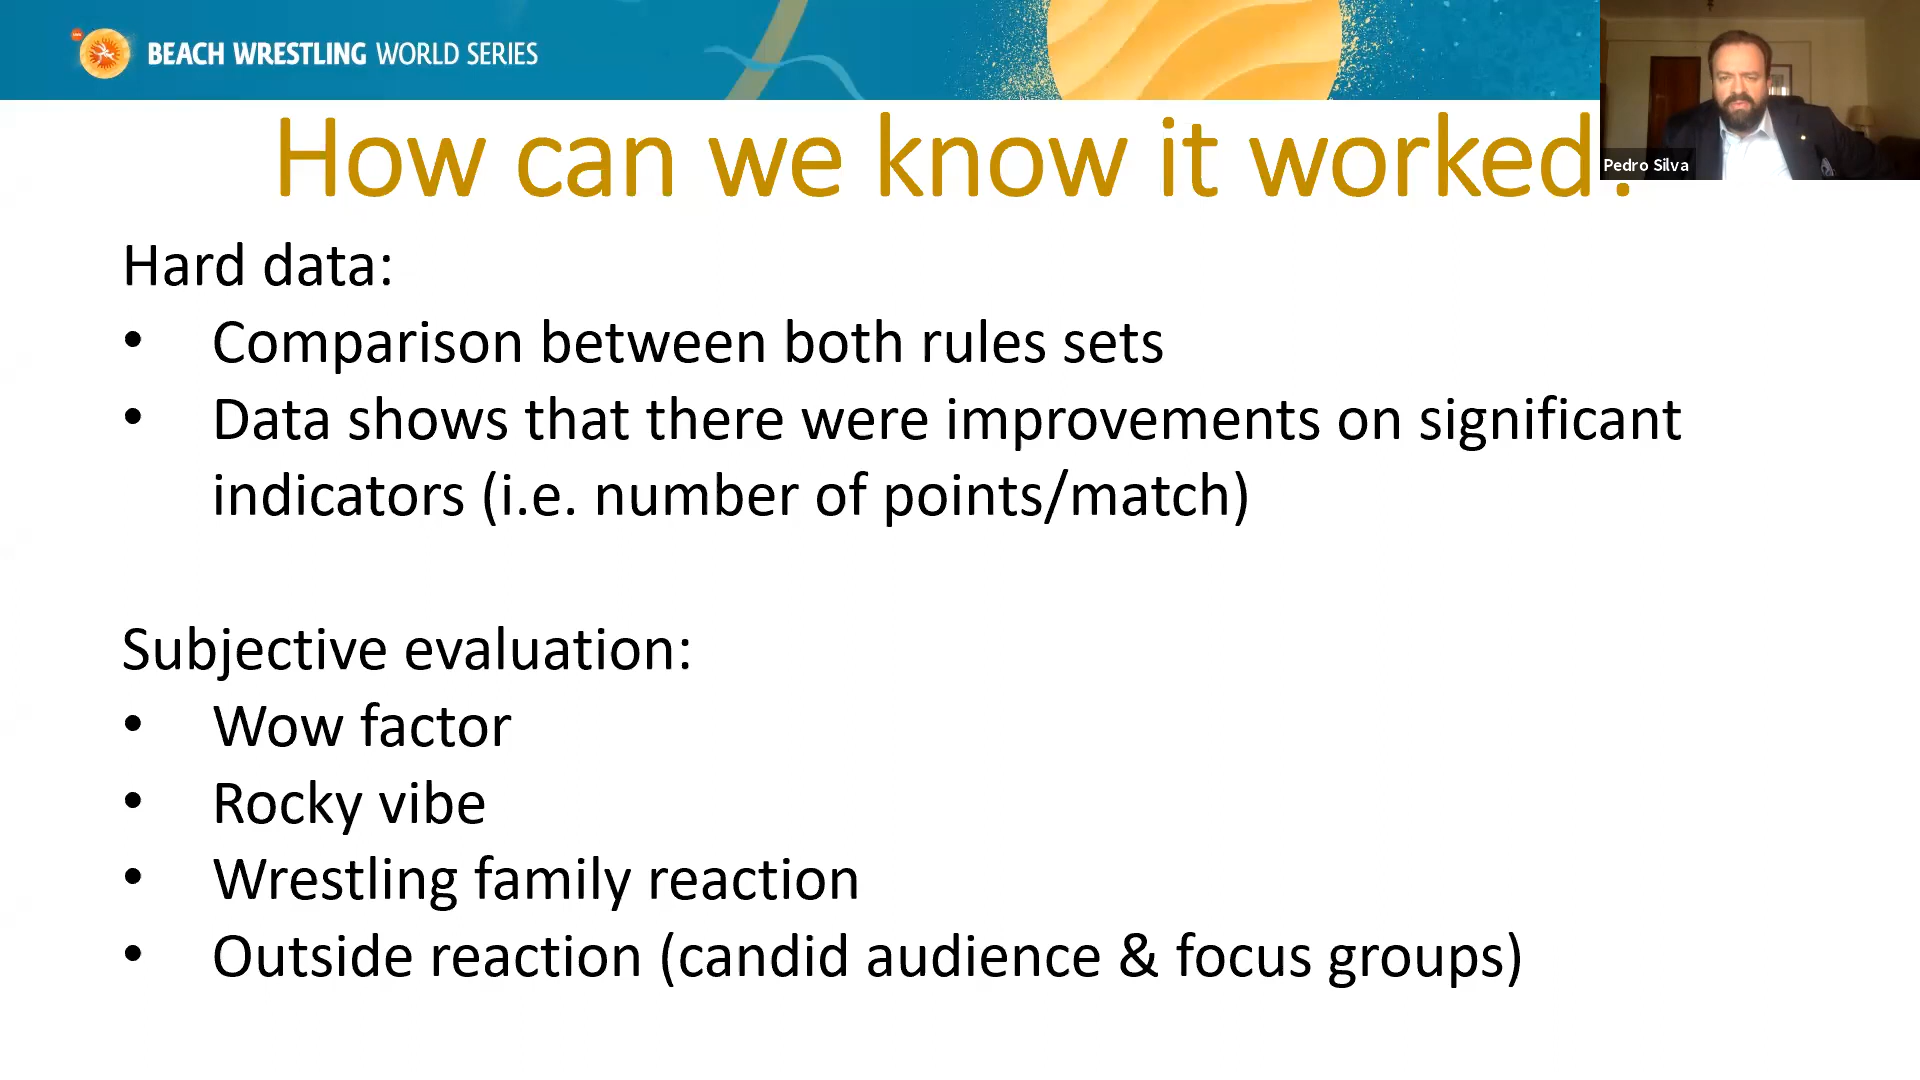 BEACH WRESTLING WORLD SERIES
How can we know it worked?
Pedro Silva
Hard data:
• Comparison between both rules sets
• Data shows that there were improvements on significant
indicators (i.e. number of points/match)
Subjective evaluation:
• Wow factor
• Rocky vibe
• Wrestling family reaction
• Outside reaction (candid audience & focus groups)